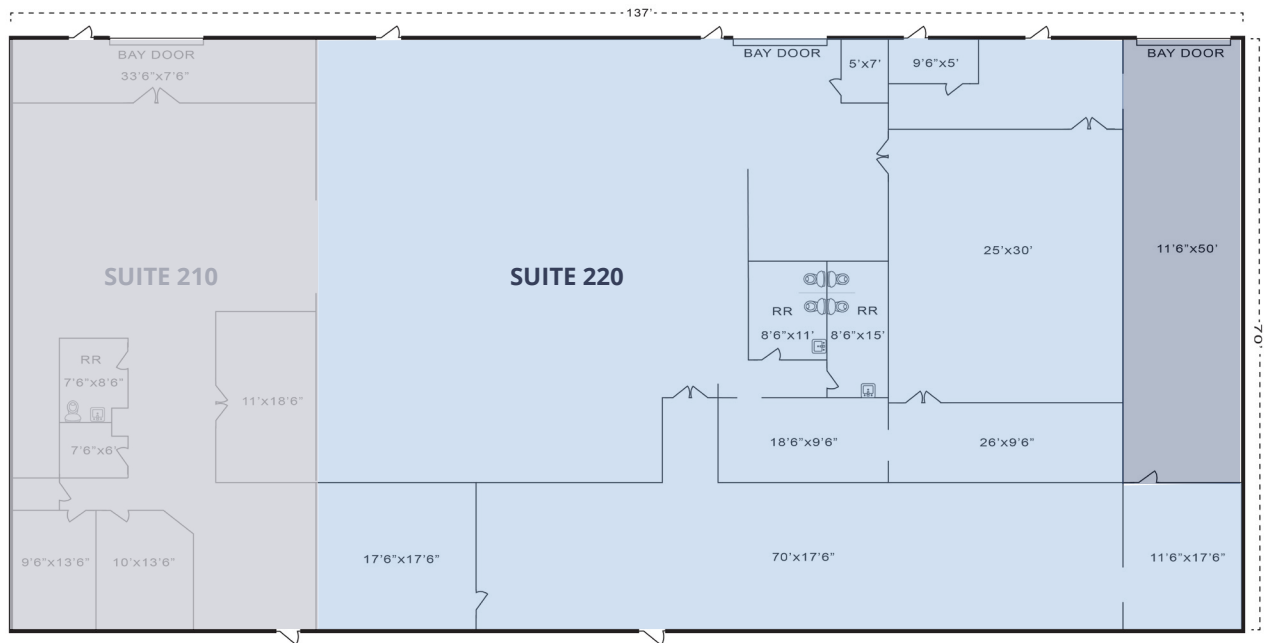 137'
BAY DOOR
33'6"x7'6"
BAY DOOR
5'x7'
9'6"x5'
BAY DOOR
SUITE 210
SUITE 220
25'x30'
11'6"x50'
RR
8'6"x11'
RR
8'6"x15'
RR
7'6"x8'6"
7'6"x6'
11'x18'6"
18'6"x9'6"
26'x9'6"
9'6"x13'6"
10'x13'6"
17'6"x17'6"
70'x17'6"
11'6"x17'6"